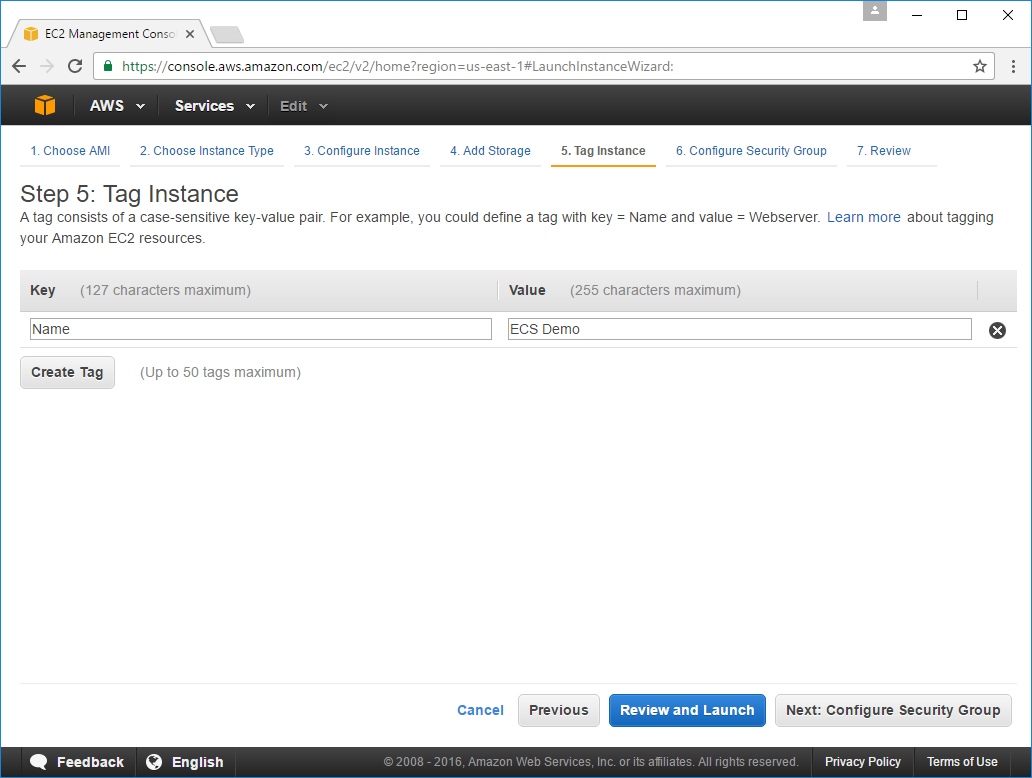 EC2 Management Conso
https://console.aws.amazon.com/ec2/v2/home?region=us-east-1#LaunchInstanceWizard:
AWS Services Edit
1. Choose AMI 2. Choose Instance Type 3. Configure Instance 4. Add Storage 5. Tag Instance 6. Configure Security Group 7. Review
Step 5: Tag Instance
A tag consists of a case-sensitive key-value pair. For example, you could define a tag with key = Name and value = Webserver. Learn more about tagging
your Amazon EC2 resources.
Key (127 characters maximum) Value (255 characters maximum)
Name ECS Demo
Create Tag (Up to 50 tags maximum)
Cancel Previous Review and Launch Next: Configure Security Group
Feedback English © 2008 - 2016, Amazon Web Services, Inc. or its affiliates. All rights reserved. Privacy Policy Terms of Use